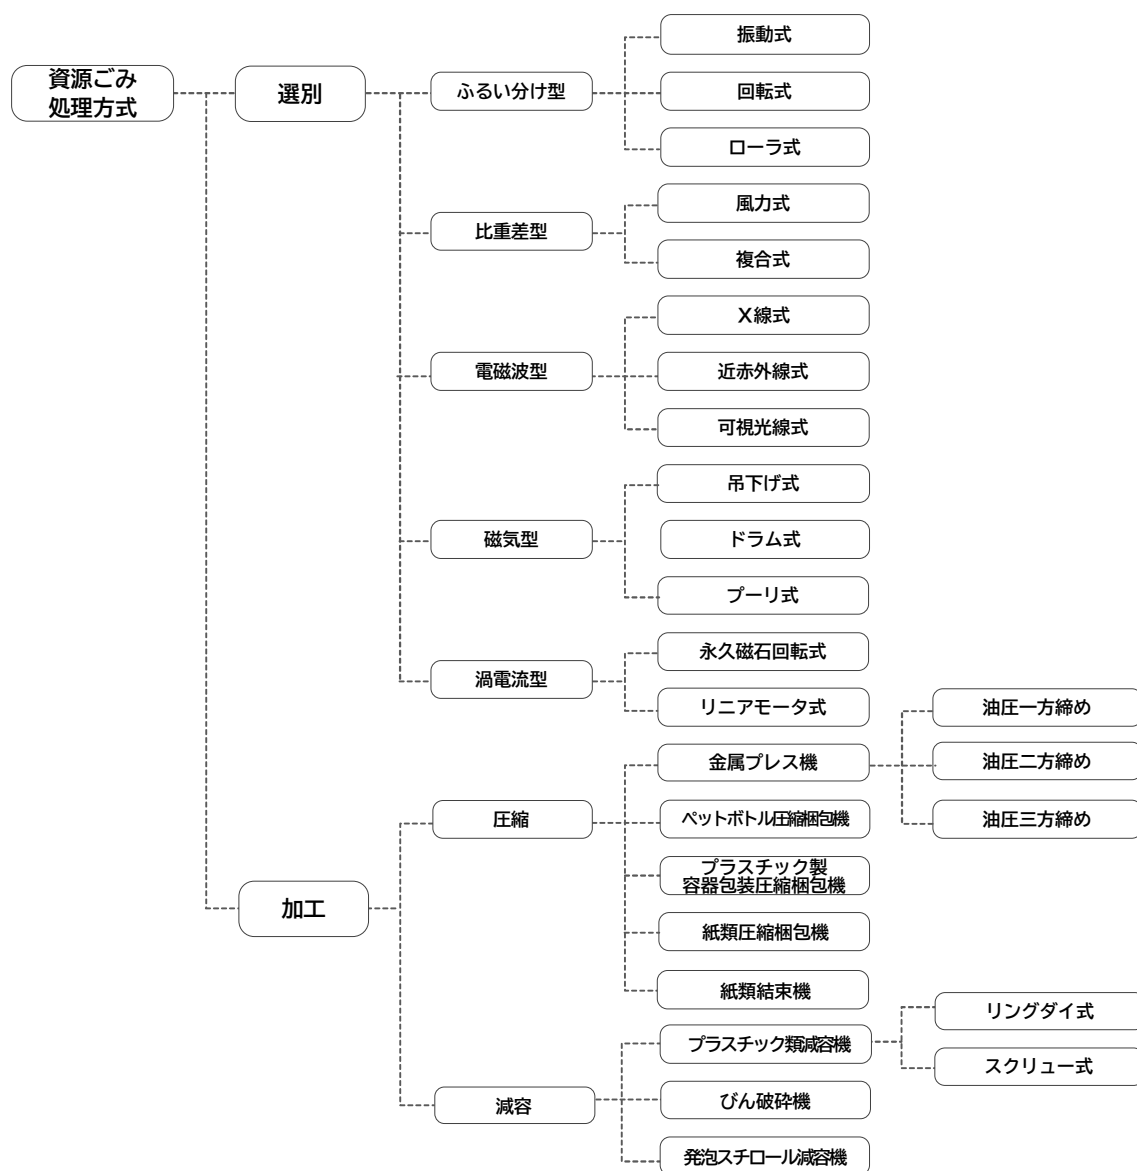 資源ごみ
処理方式
選別
ふるい分け型
振動式
回転式
ローラ式
比重差型
風力式
複合式
電磁波型
X線式
近赤外線式
可視光線式
磁気型
吊下げ式
ドラム式
プーリ式
渦電流型
永久磁石回転式
リニアモータ式
加工
圧縮
金属プレス機
油圧一方締め
油圧二方締め
油圧三方締め
ペットボトル圧縮梱包機
プラスチック製
容器包装圧縮梱包機
紙類圧縮梱包機
紙類結束機
減容
プラスチック類減容機
リングダイ式
スクリュー式
びん破砕機
発泡スチロール減容機